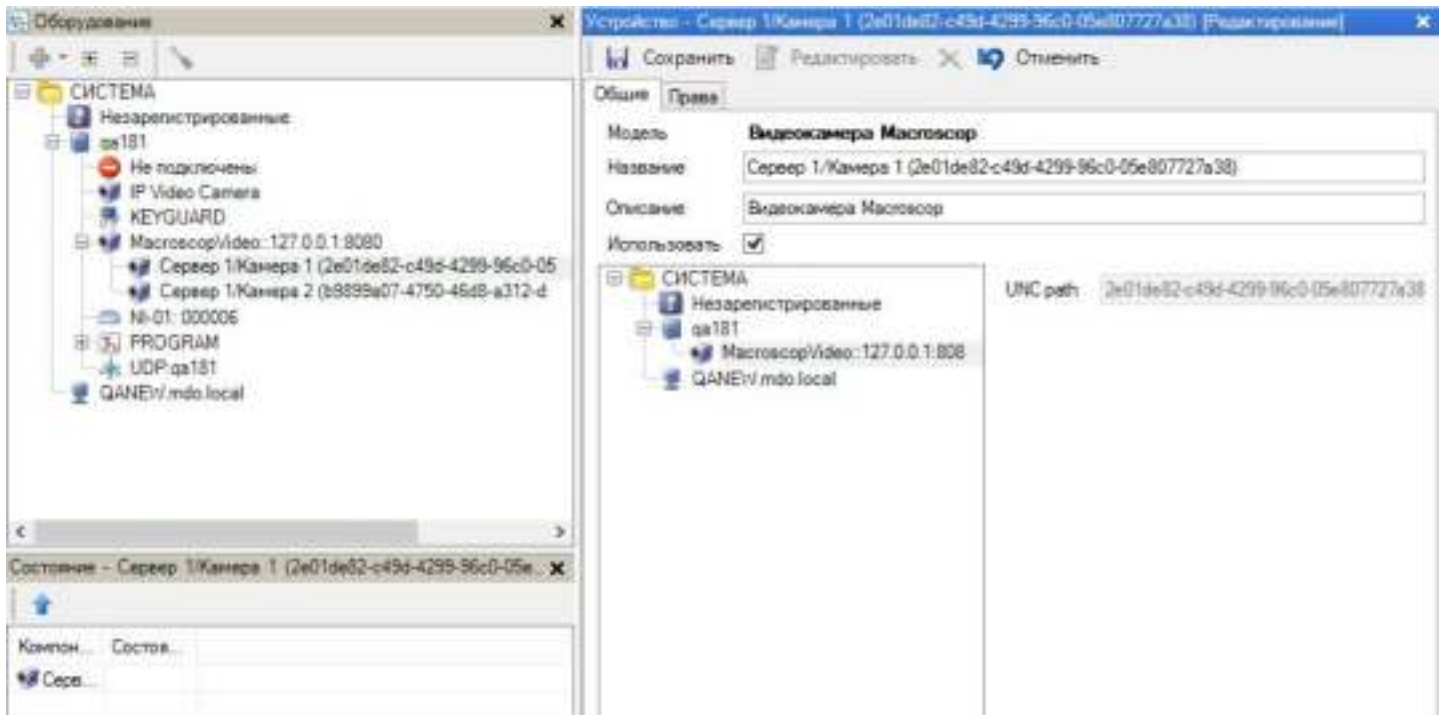 Оборудование
СИСТЕМА
Незарегистрированные
qa181
Не подключены
IP Video Camera
KEYGUARD
MacroscopVideo::127.0.0.1:8080
Сервер 1/Камера 1 (2e01de82-c49d-4299-96c0-05
Сервер 1/Камера 2 (b9899a07-4750-46d8-a312-d
NI-01: 000006
PROGRAM
UDP:qa181
QANEW.mdo.local
Состояние - Сервер 1/Камера 1 (2e01de82-c49d-4299-96c0-05e...
Компон... Состоя...
Серв...
Устройство - Сервер 1/Камера 1 (2e01de82-c49d-4299-96c0-05e807727a38) [Редактирование]
Сохранить Редактировать Отменить
Общие Права
Модель Видеокамера Macroscop
Название Сервер 1/Камера 1 (2e01de82-c49d-4299-96c0-05e807727a38)
Описание Видеокамера Macroscop
Использовать
СИСТЕМА
Незарегистрированные
qa181
MacroscopVideo::127.0.0.1:808
QANEW.mdo.local
UNC path 2e01de82-c49d-4299-96c0-05e807727a38